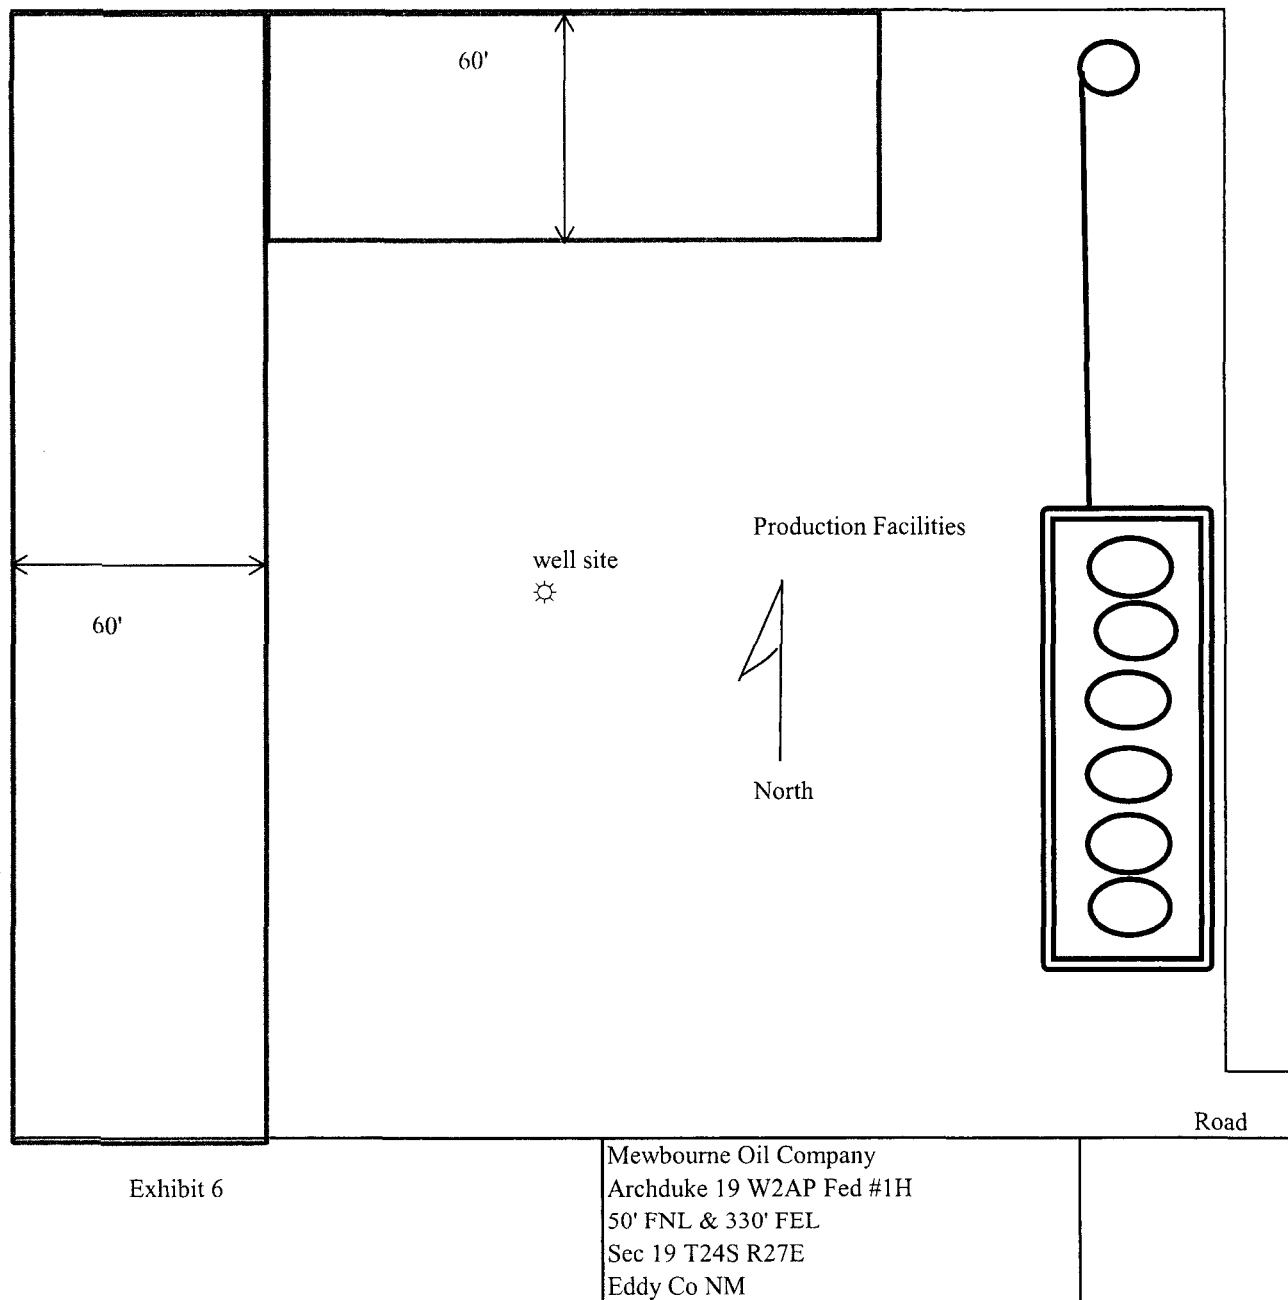 60'
Production Facilities
well site
60'
North
Road
Exhibit 6
Mewbourne Oil Company
Archduke 19 W2AP Fed #1H
50' FNL & 330' FEL
Sec 19 T24S R27E
Eddy Co NM